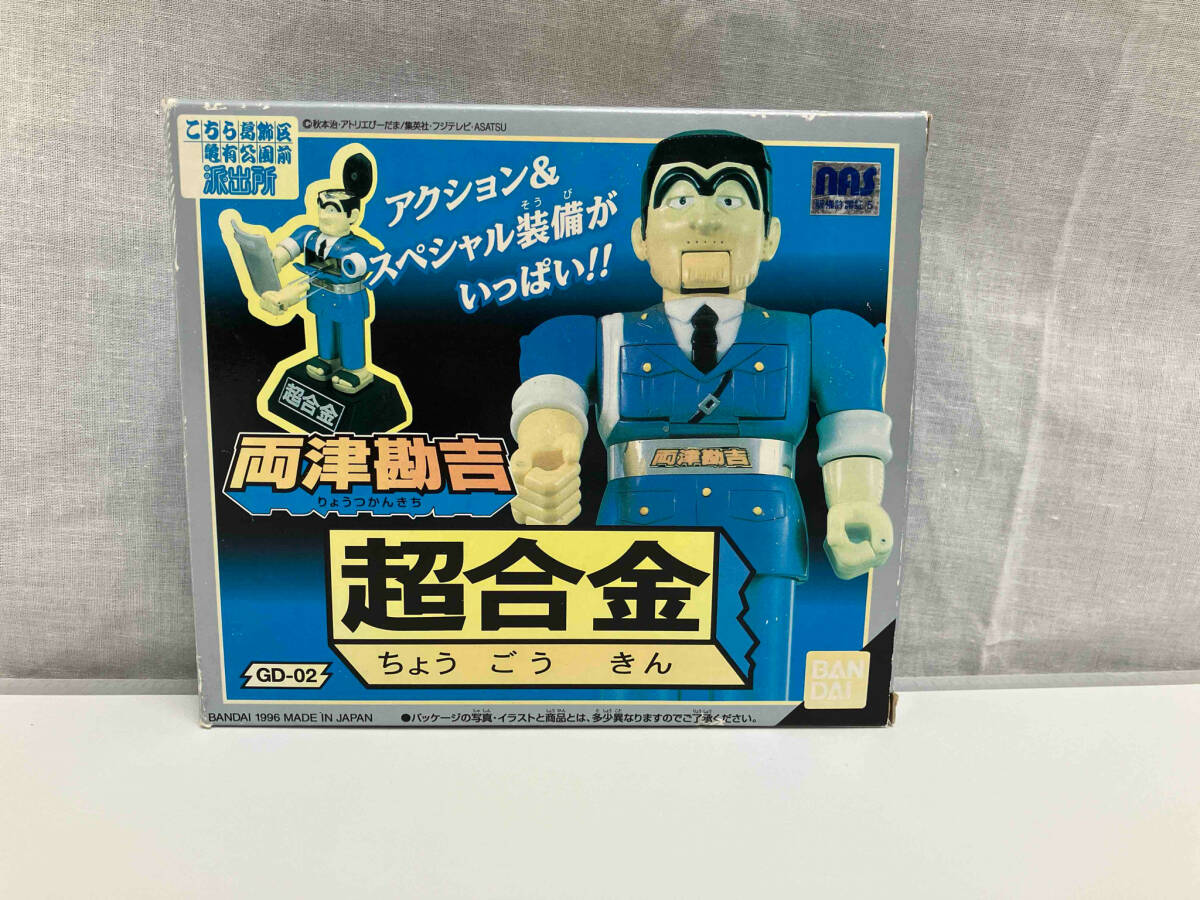 こちら葛飾区
亀有公園前
派出所
©秋本治・アトリエびーだま/集英社・フジテレビ・ASATSU
nas
アクション&
そうび
スペシャル装備が
いっぱい!!
超合金
両津勘吉
りょうつかんきち
両津勘吉
超合金
ちょう ごう きん
GD-02
BAN
DAI
BANDAI 1996 MADE IN JAPAN
●パッケージの写真・イラストと商品とは、多少異なりますのでご了承ください。